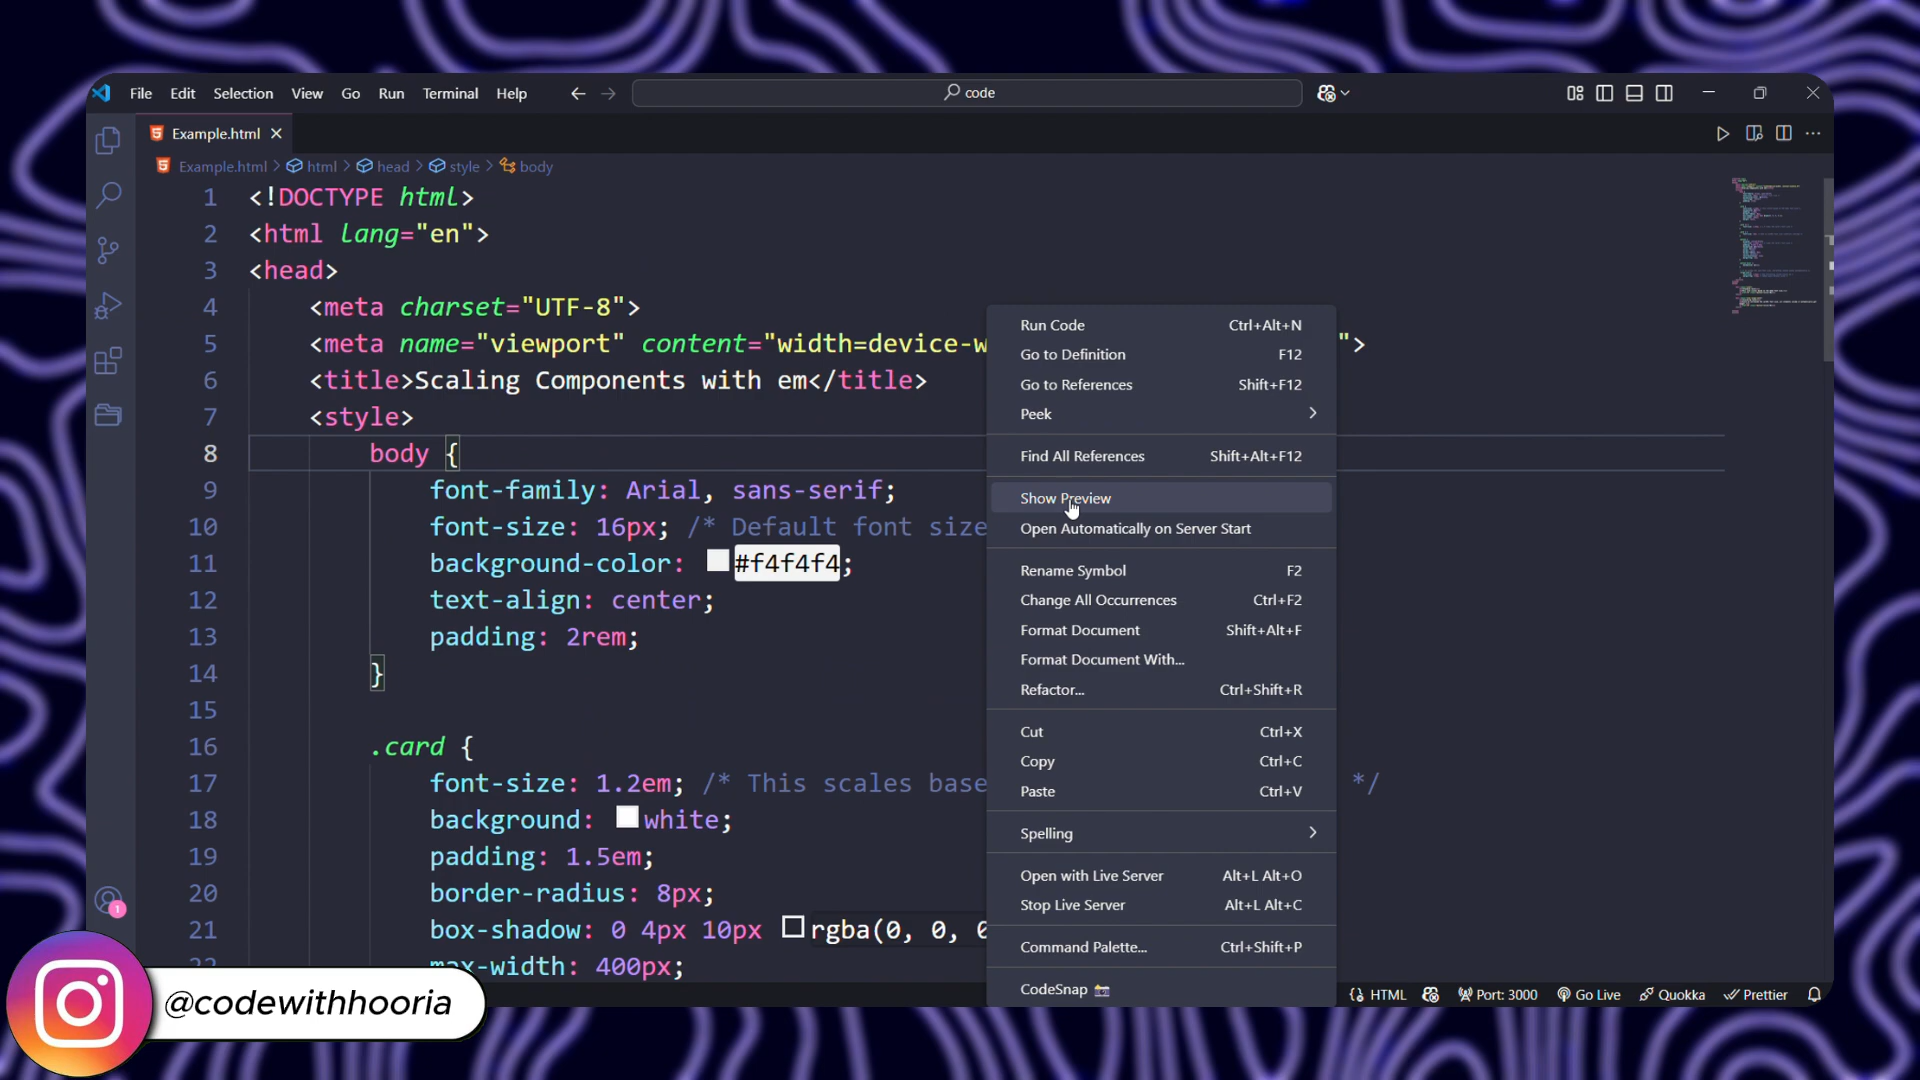 File Edit Selection View Go Run Terminal Help
code
Example.html
Example.html > html > head > style > body
1 <!DOCTYPE html>
2 <html lang="en">
3 <head>
4 <meta charset="UTF-8">
5 <meta name="viewport" content="width=device-w ">
6 <title>Scaling Components with em</title>
7 <style>
8 body {
9 font-family: Arial, sans-serif;
10 font-size: 16px; /* Default font size
11 background-color: #f4f4f4;
12 text-align: center;
13 padding: 2rem;
14 }
15
16 .card {
17 font-size: 1.2em; /* This scales base */
18 background: white;
19 padding: 1.5em;
20 border-radius: 8px;
21 box-shadow: 0 4px 10px rgba(0, 0, 0
22 max-width: 400px;
Run Code Ctrl+Alt+N
Go to Definition F12
Go to References Shift+F12
Peek
Find All References Shift+Alt+F12
Show Preview
Open Automatically on Server Start
Rename Symbol F2
Change All Occurrences Ctrl+F2
Format Document Shift+Alt+F
Format Document With...
Refactor... Ctrl+Shift+R
Cut Ctrl+X
Copy Ctrl+C
Paste Ctrl+V
Spelling
Open with Live Server Alt+L Alt+O
Stop Live Server Alt+L Alt+C
Command Palette... Ctrl+Shift+P
CodeSnap
1
{} HTML Port: 3000 Go Live Quokka Prettier
@codewithhooria